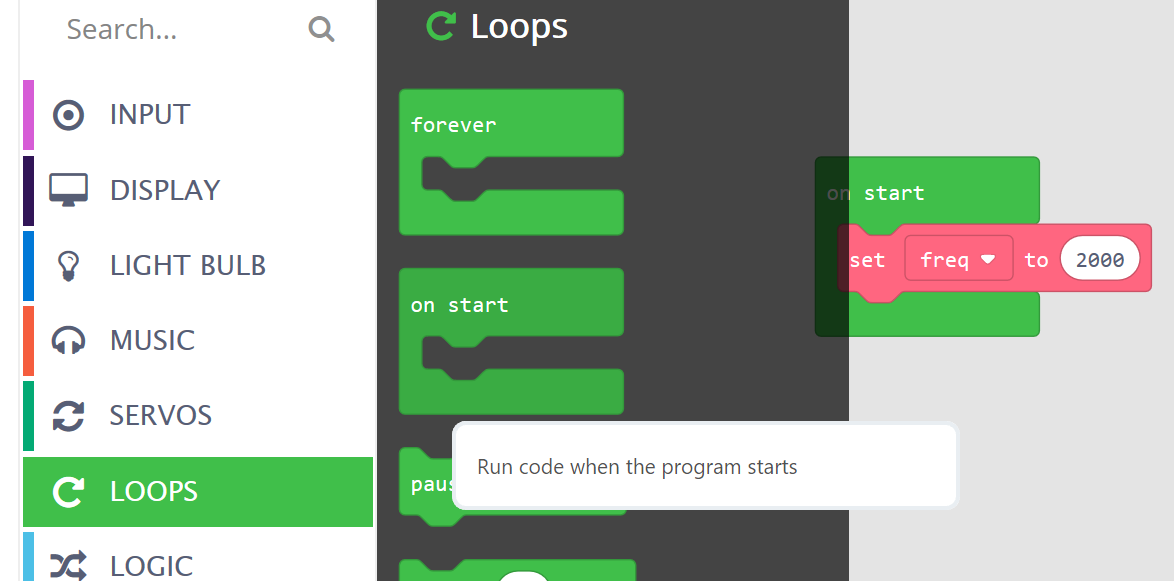 Search...
INPUT
DISPLAY
LIGHT BULB
MUSIC
SERVOS
LOOPS
LOGIC
Loops
forever
on start
paus
Run code when the program starts
on start
set freq to 2000